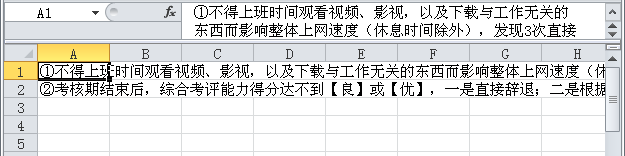 A1
fx
①不得上班时间观看视频、影视，以及下载与工作无关的
东西而影响整体上网速度（休息时间除外），发现3次直接
A B C D E F G H
1 ①不得上班时间观看视频、影视，以及下载与工作无关的东西而影响整体上网速度（休
2 ②考核期结束后，综合考评能力得分达不到【良】或【优】，一是直接辞退；二是根据
3
4
5